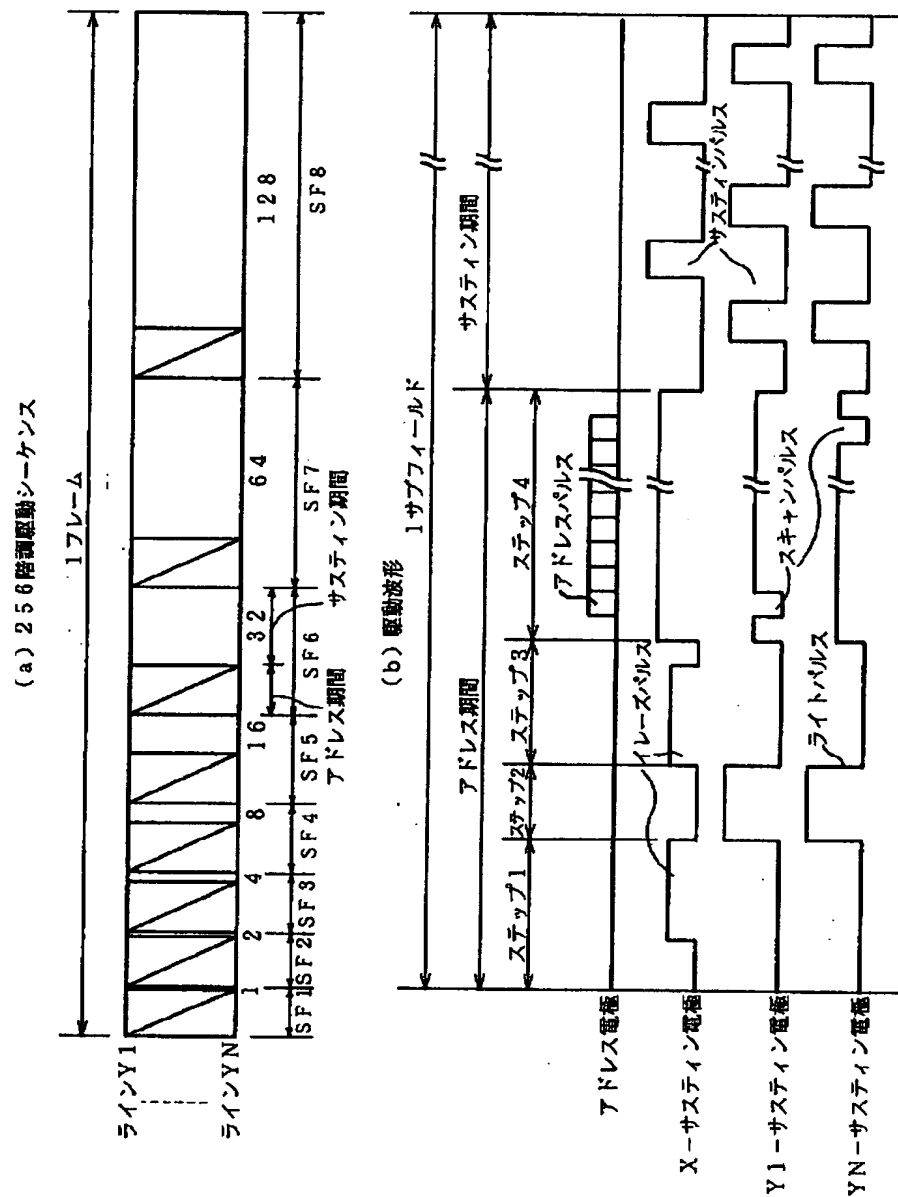 (a) 256階調駆動シーケンス
1フレーム
ラインY1
ラインYN
1
2
4
8
16
32
64
128
SF1
SF2
SF3
SF4
SF5
SF6
SF7
SF8
アドレス期間
サスティン期間
(b) 駆動波形
1サブフィールド
アドレス期間
サスティン期間
ステップ1
ステップ2
ステップ3
ステップ4
アドレス電極
アドレスパルス
X-サスティン電極
イレーズパルス
サスティンパルス
Y1-サスティン電極
スキャンパルス
YN-サスティン電極
ライトパルス